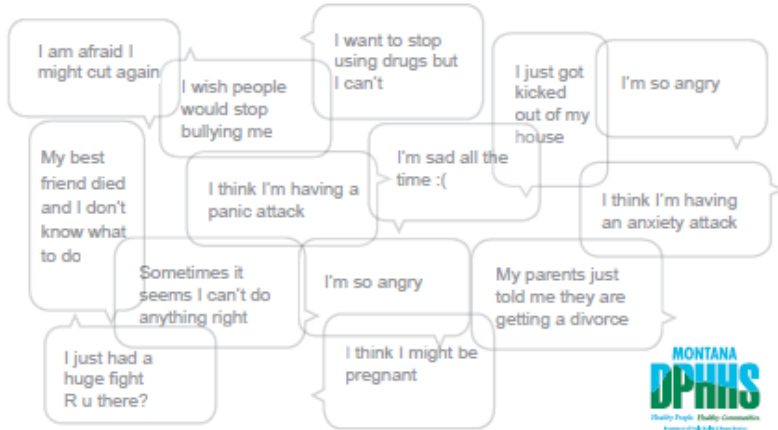 I am afraid I
might cut again
I wish people
would stop
bullying me
I want to stop
using drugs but
I can't
I just got
kicked
out of my
house
I'm so angry
My best
friend died
and I don't
know what
to do
I think I'm having a
panic attack
I'm sad all the
time :(
I think I'm having
an anxiety attack
Sometimes it
seems I can't do
anything right
I'm so angry
My parents just
told me they are
getting a divorce
I just had a
huge fight
R u there?
I think I might be
pregnant
MONTANA
DPHHS
Healthy People. Healthy Communities.